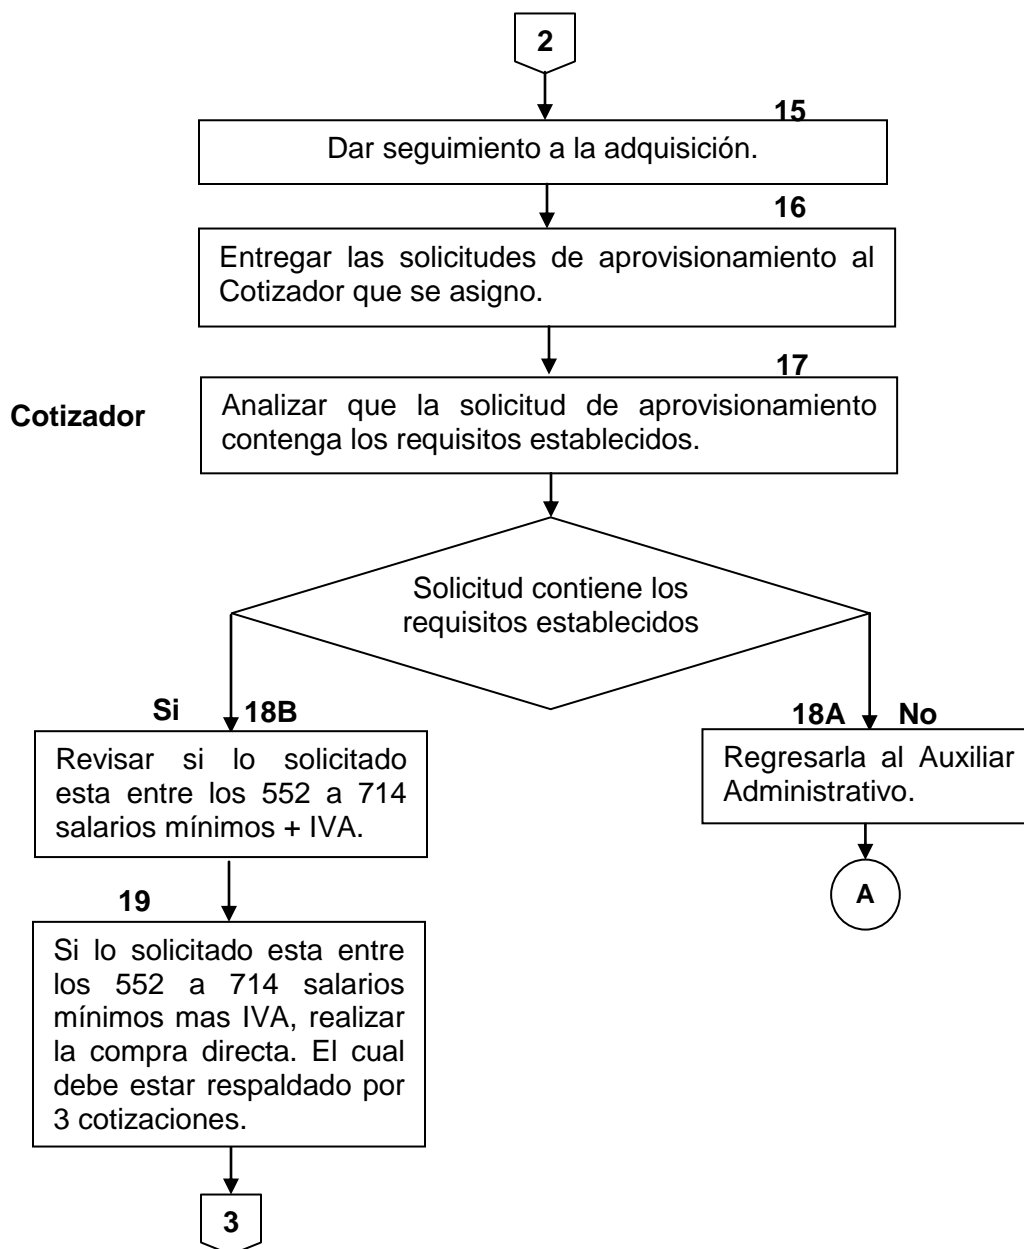 2
15
Dar seguimiento a la adquisición.
16
Entregar las solicitudes de aprovisionamiento al
Cotizador que se asigno.
17
Cotizador
Analizar que la solicitud de aprovisionamiento
contenga los requisitos establecidos.
Solicitud contiene los
requisitos establecidos
Si 18B
Revisar si lo solicitado
esta entre los 552 a 714
salarios mínimos + IVA.
18A No
Regresarla al Auxiliar
Administrativo.
A
19
Si lo solicitado esta entre
los 552 a 714 salarios
mínimos mas IVA, realizar
la compra directa. El cual
debe estar respaldado por
3 cotizaciones.
3